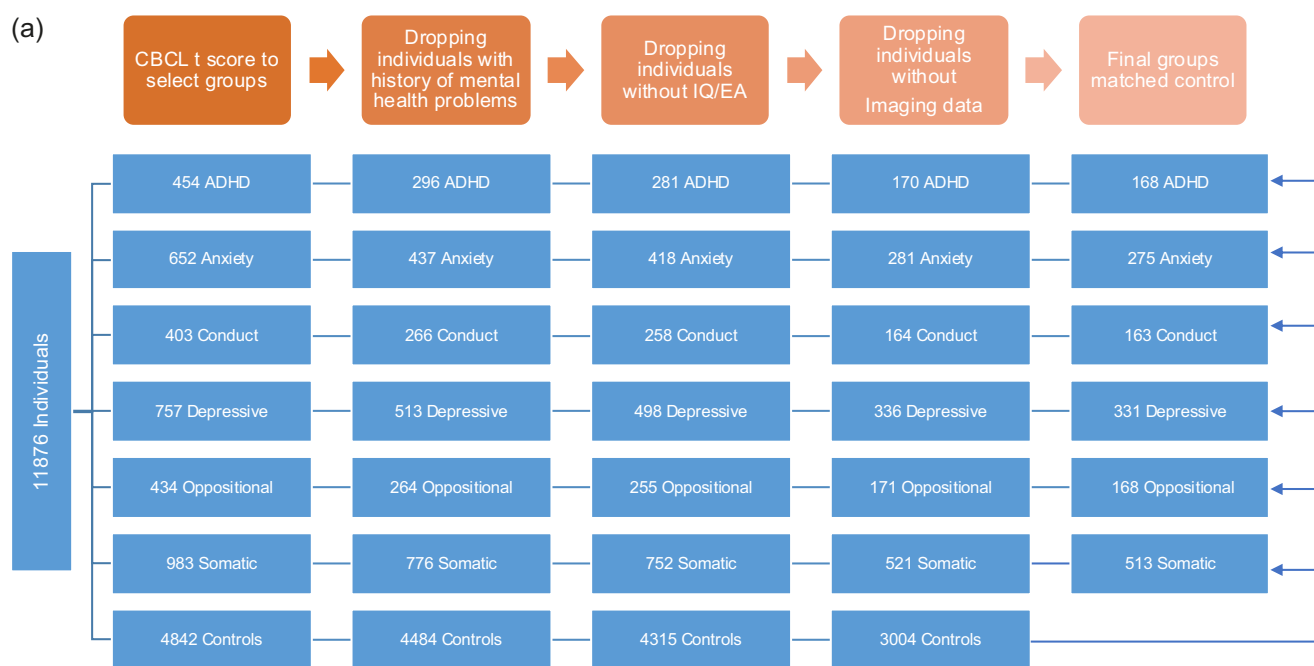 (a)
CBCL t score to
select groups
Dropping
individuals with
history of mental
health problems
Dropping
individuals
without IQ/EA
Dropping
individuals
without
Imaging data
Final groups
matched control
11876 Individuals
454 ADHD
296 ADHD
281 ADHD
170 ADHD
168 ADHD
652 Anxiety
437 Anxiety
418 Anxiety
281 Anxiety
275 Anxiety
403 Conduct
266 Conduct
258 Conduct
164 Conduct
163 Conduct
757 Depressive
513 Depressive
498 Depressive
336 Depressive
331 Depressive
434 Oppositional
264 Oppositional
255 Oppositional
171 Oppositional
168 Oppositional
983 Somatic
776 Somatic
752 Somatic
521 Somatic
513 Somatic
4842 Controls
4484 Controls
4315 Controls
3004 Controls